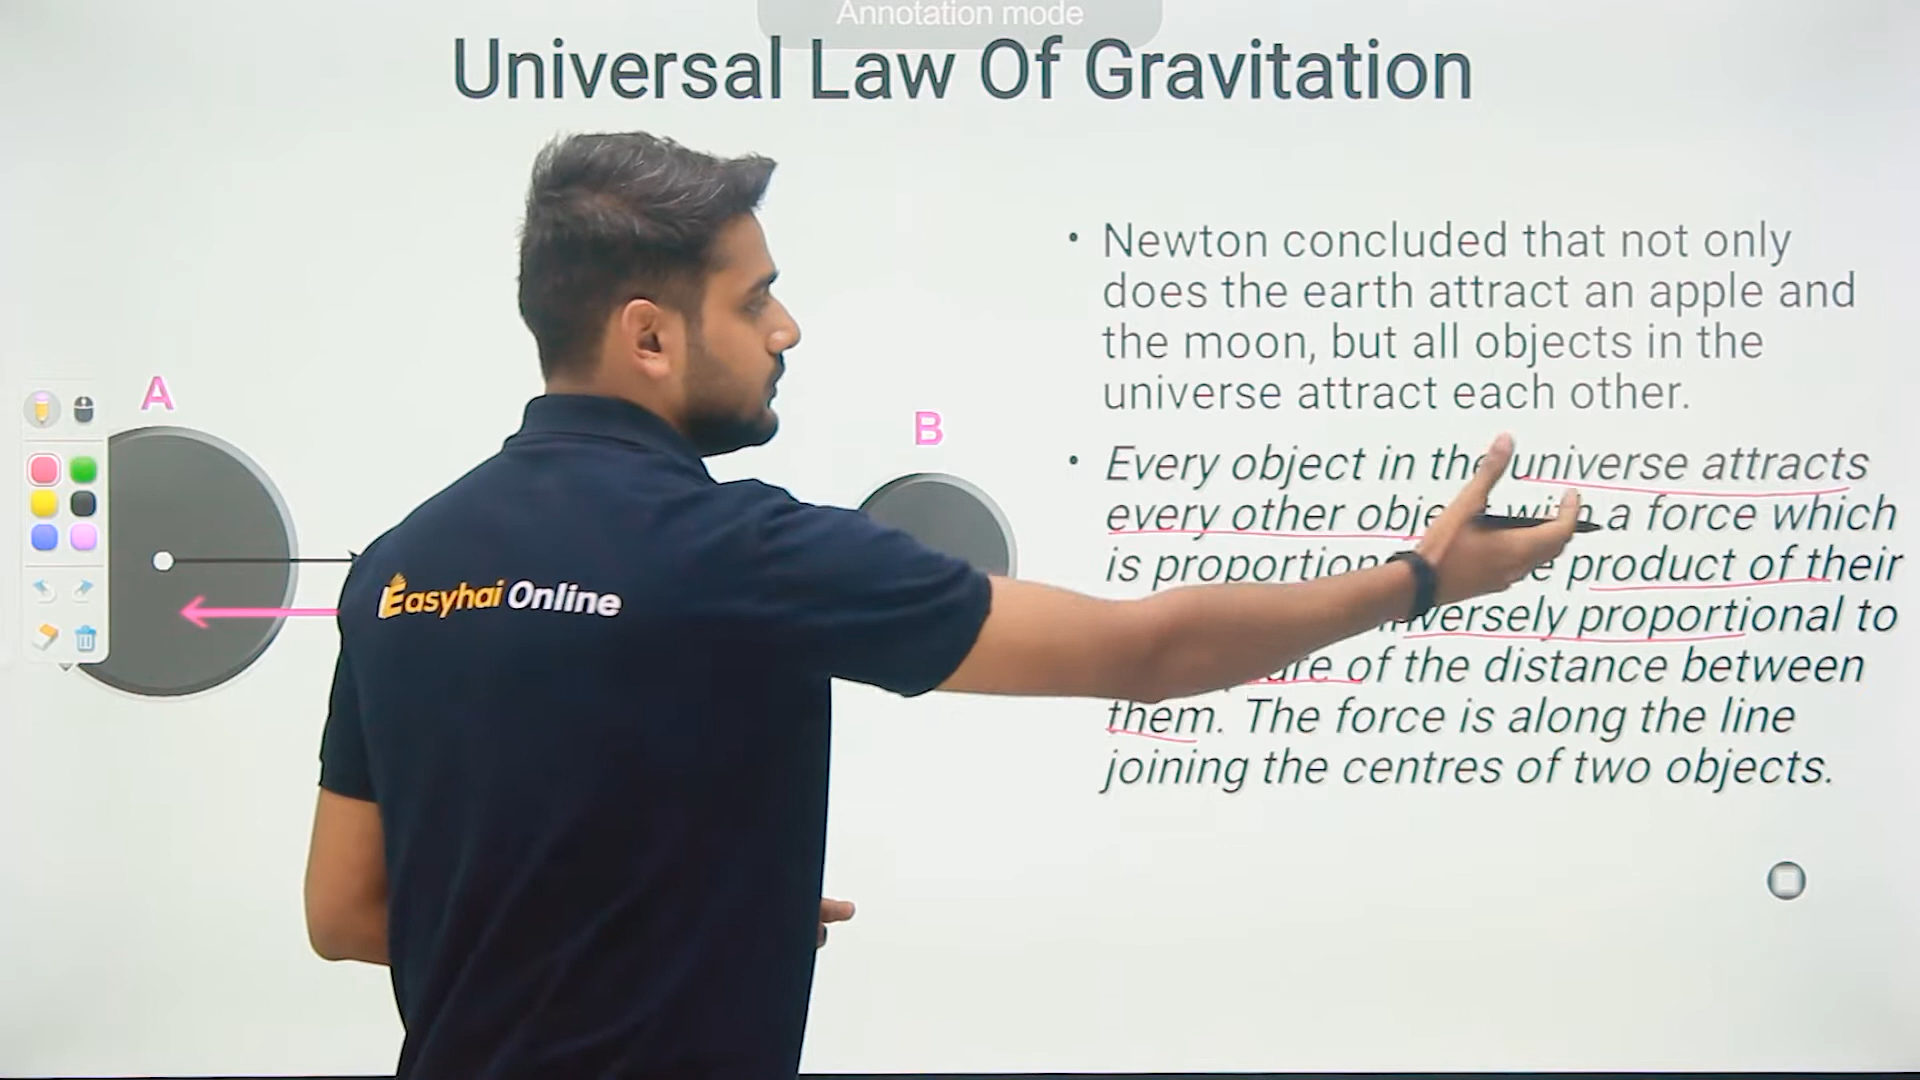 Annotation mode
Universal Law Of Gravitation
• Newton concluded that not only
does the earth attract an apple and
the moon, but all objects in the
universe attract each other.
• Every object in the universe attracts
every other with a force which
is product of their
proportional to
of the distance between
them. The force is along the line
joining the centres of two objects.
A
B
Easyhai Online